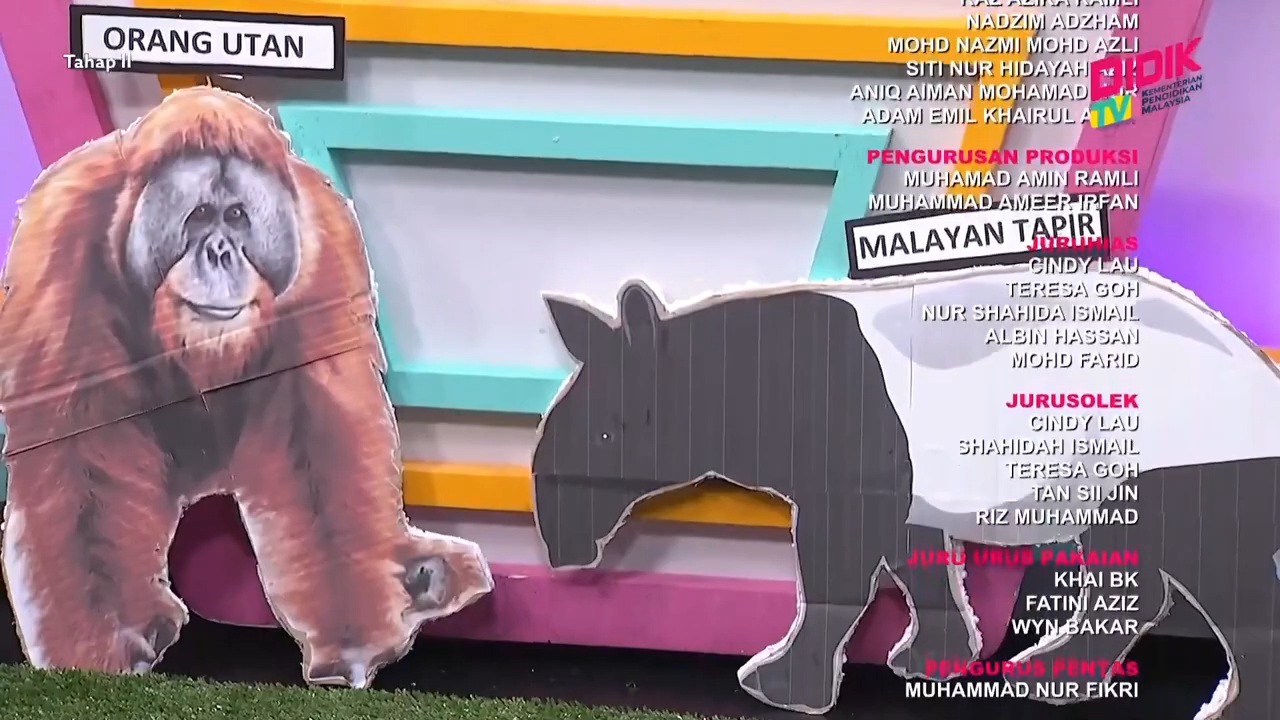 ORANG UTAN
Tahap II
NADZIM ADZHAM
MOHD NAZMI MOHD AZLI
SITI NUR HIDAYAH
ANIQ AIMAN MOHAMAD
ADAM EMIL KHAIRUL
DIDIK
TV
KEMENTERIAN
PENDIDIKAN
MALAYSIA
PENGURUSAN PRODUKSI
MUHAMAD AMIN RAMLI
MUHAMMAD AMEER IRFAN
MALAYAN TAPIR
JURUHIAS
CINDY LAU
TERESA GOH
NUR SHAHIDA ISMAIL
ALBIN HASSAN
MOHD FARID
JURUSOLEK
CINDY LAU
SHAHIDAH ISMAIL
TERESA GOH
TAN SII JIN
RIZ MUHAMMAD
JURU URUS PAKAIAN
KHAI BK
FATINI AZIZ
WYN BAKAR
PENGURUS PENTAS
MUHAMMAD NUR FIKRI